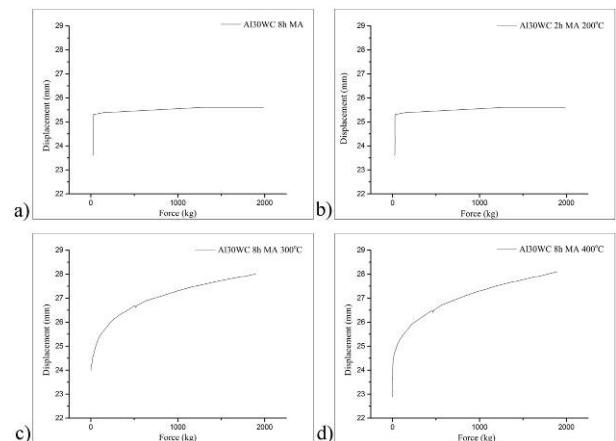 Al30WC 8h MA
29
28
27
26
25
24
23
22
Displacement (mm)
0 1000 2000
Force (kg)
a)
Al30WC 2h MA 200°C
29
28
27
26
25
24
23
22
Displacement (mm)
0 1000 2000
Force (kg)
b)
Al30WC 8h MA 300°C
29
28
27
26
25
24
23
22
Displacement (mm)
0 1000 2000
Force (kg)
c)
Al30WC 8h MA 400°C
29
28
27
26
25
24
23
22
Displacement (mm)
0 1000 2000
Force (kg)
d)